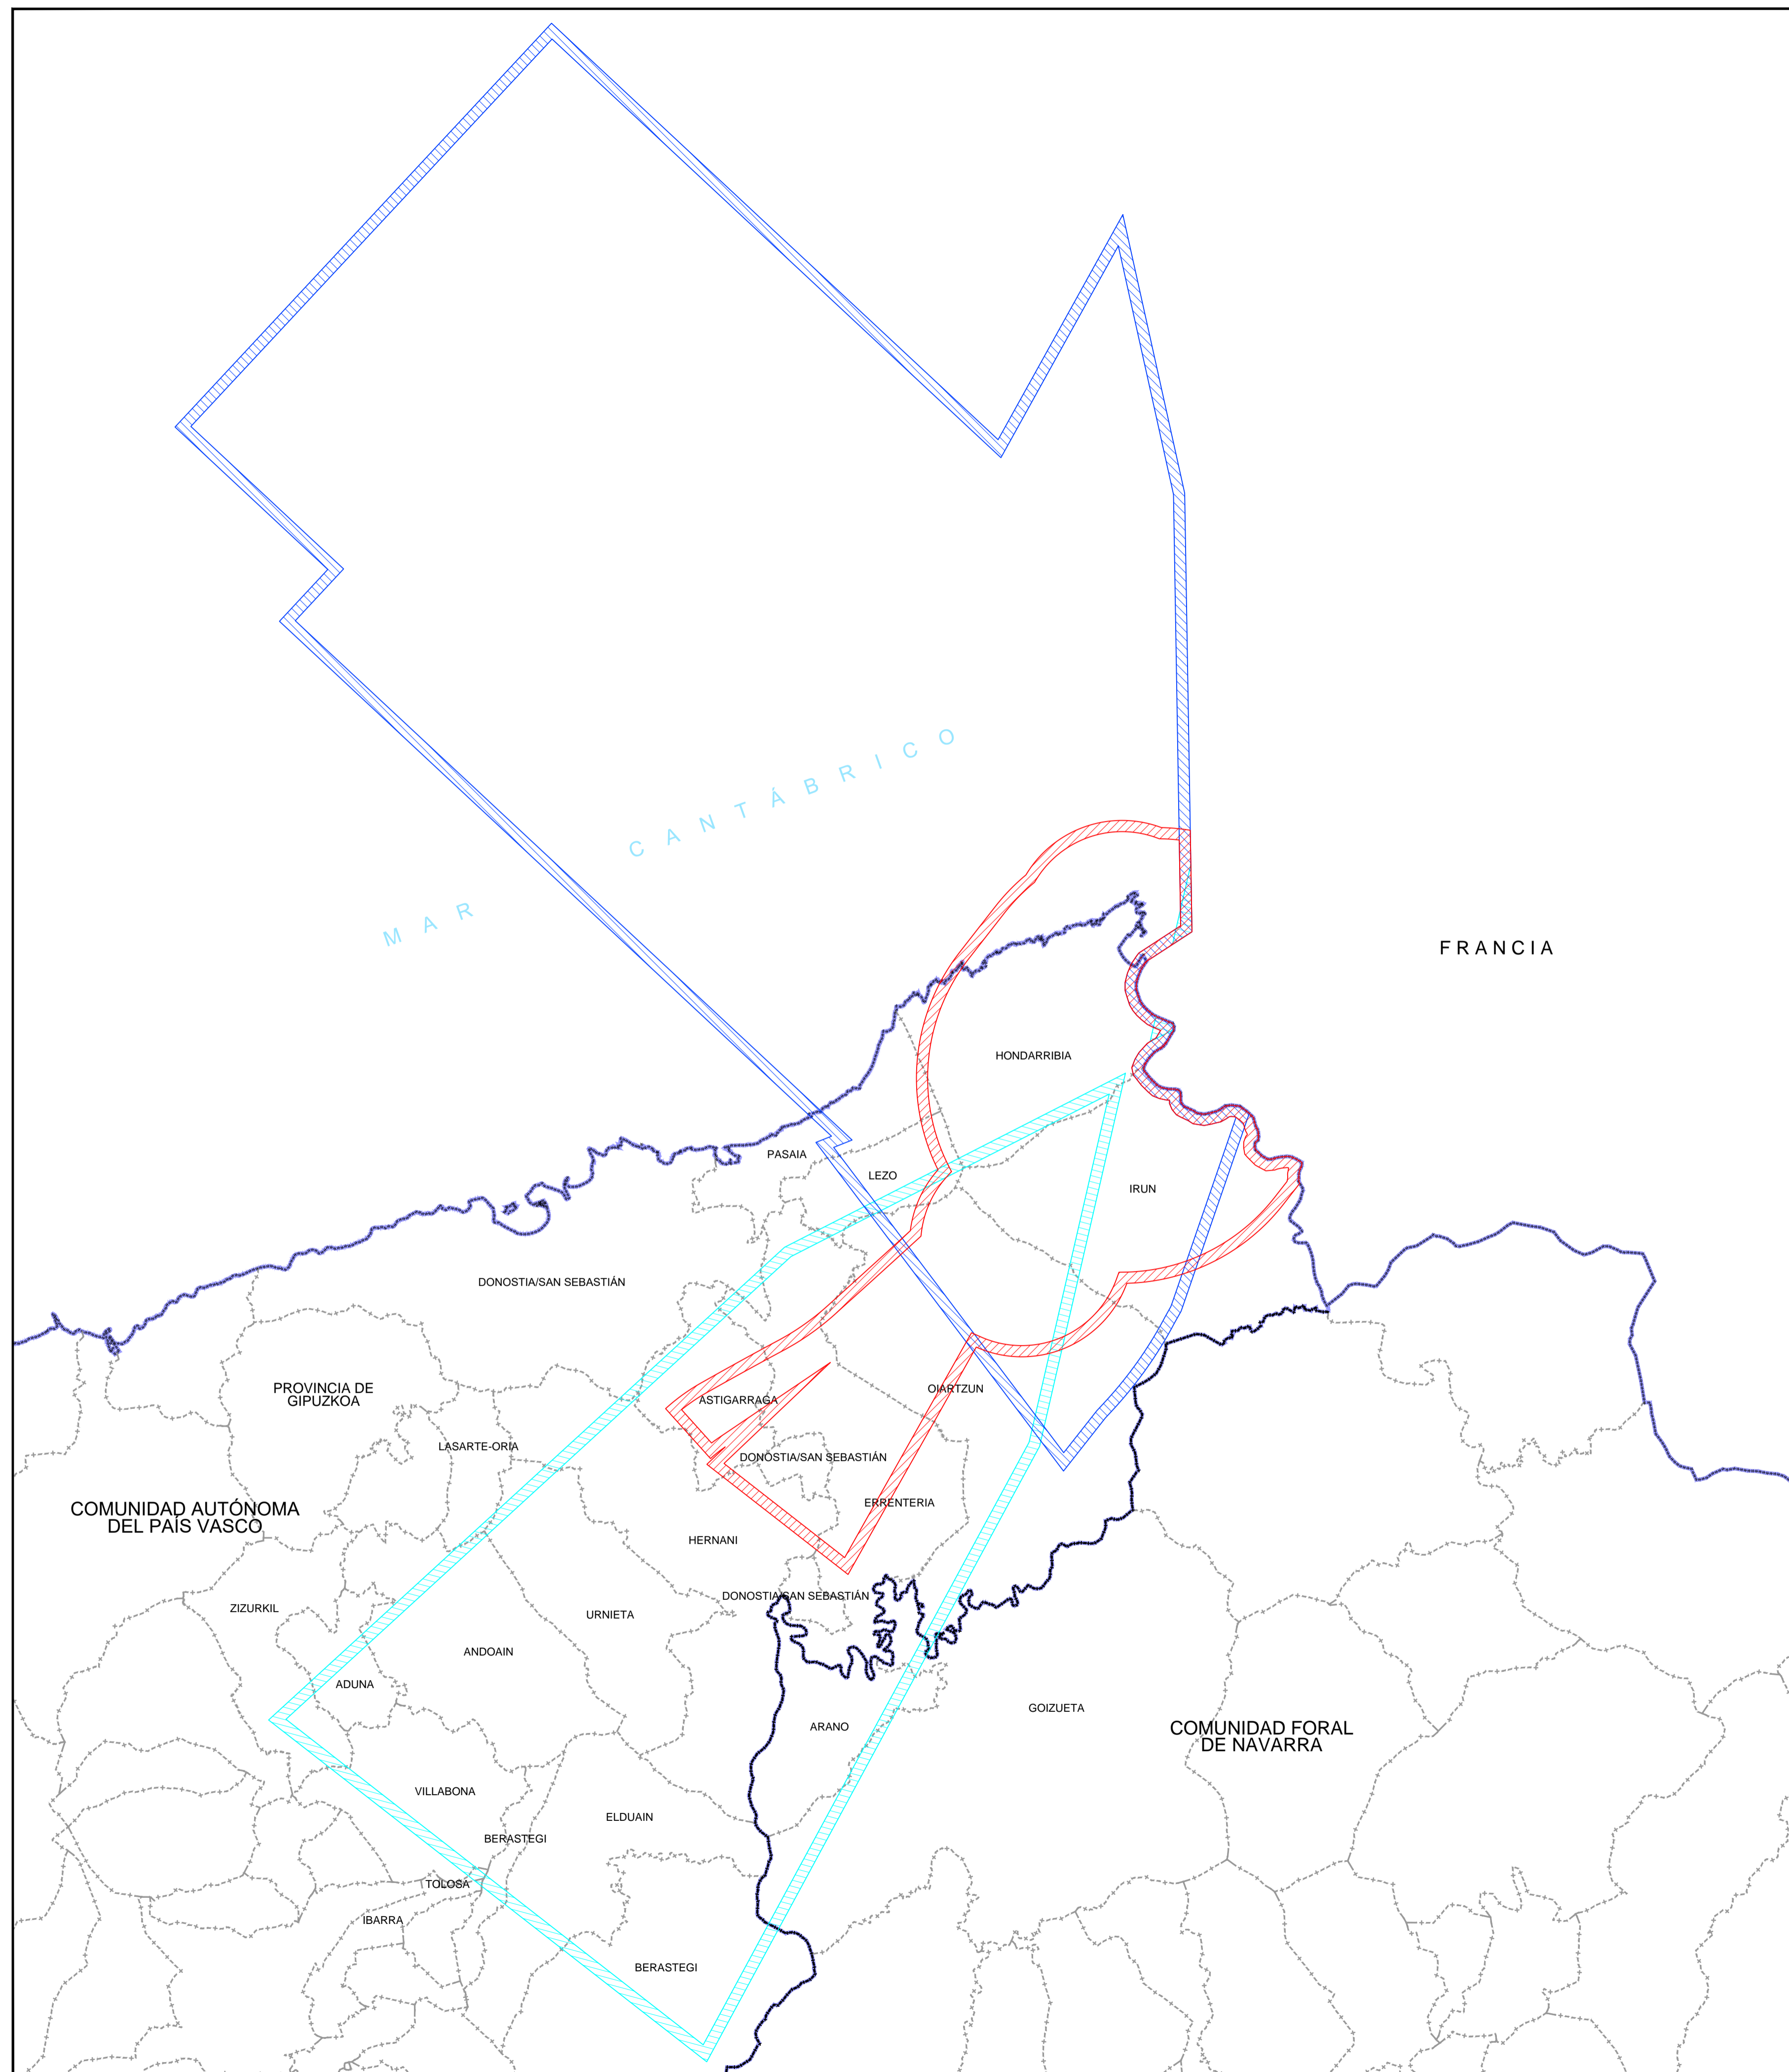 MAR CANTÁBRICO
FRANCIA
HONDARRIBIA
PASAIA
LEZO
IRUN
DONOSTIA/SAN SEBASTIÁN
PROVINCIA DE
GIPUZKOA
ASTIGARRAGA
OIARTZUN
LASARTE-ORIA
DONOSTIA/SAN SEBASTIÁN
COMUNIDAD AUTÓNOMA
DEL PAÍS VASCO
ERRENTERIA
HERNANI
DONOSTIA/SAN SEBASTIÁN
ZIZURKIL
URNIETA
ANDOAIN
ADUNA
GOIZUETA
ARANO
COMUNIDAD FORAL
DE NAVARRA
VILLABONA
ELDUAIN
BERASTEGI
TOLOSA
IBARRA
BERASTEGI